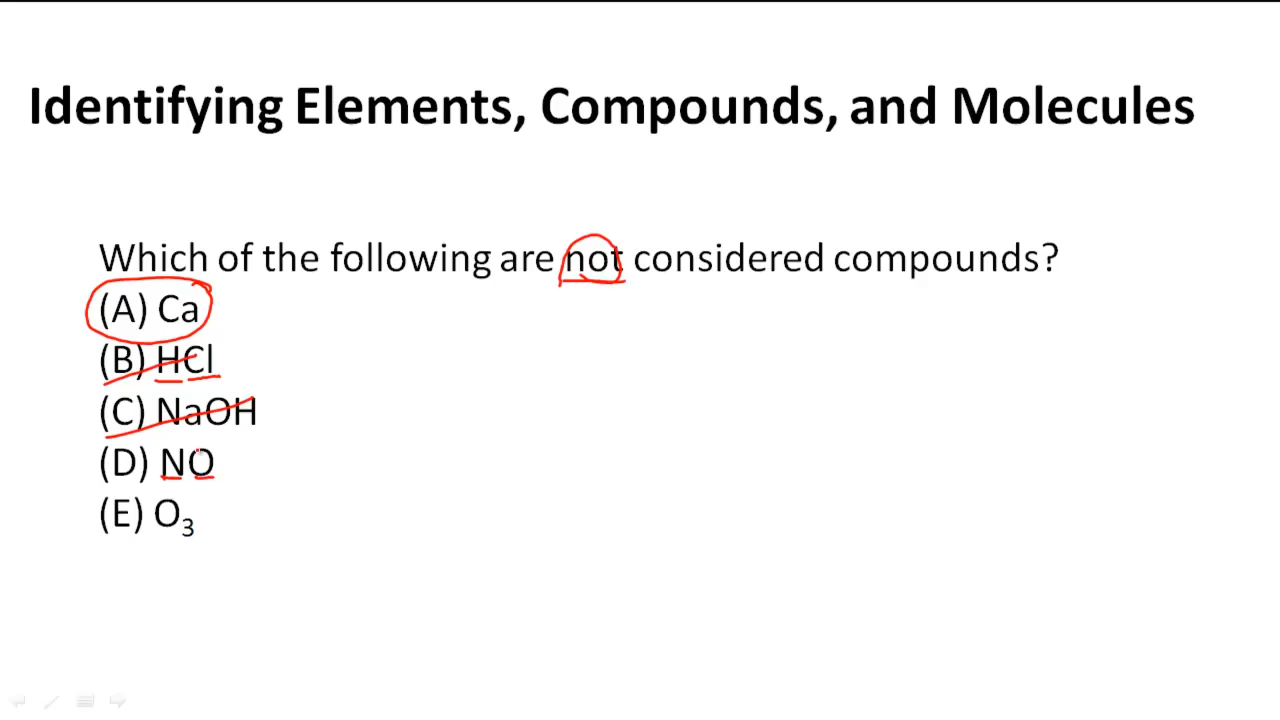 Identifying Elements, Compounds, and Molecules
Which of the following are not considered compounds?
(A) Ca
(B) HCl
(C) NaOH
(D) NO
(E) O₃